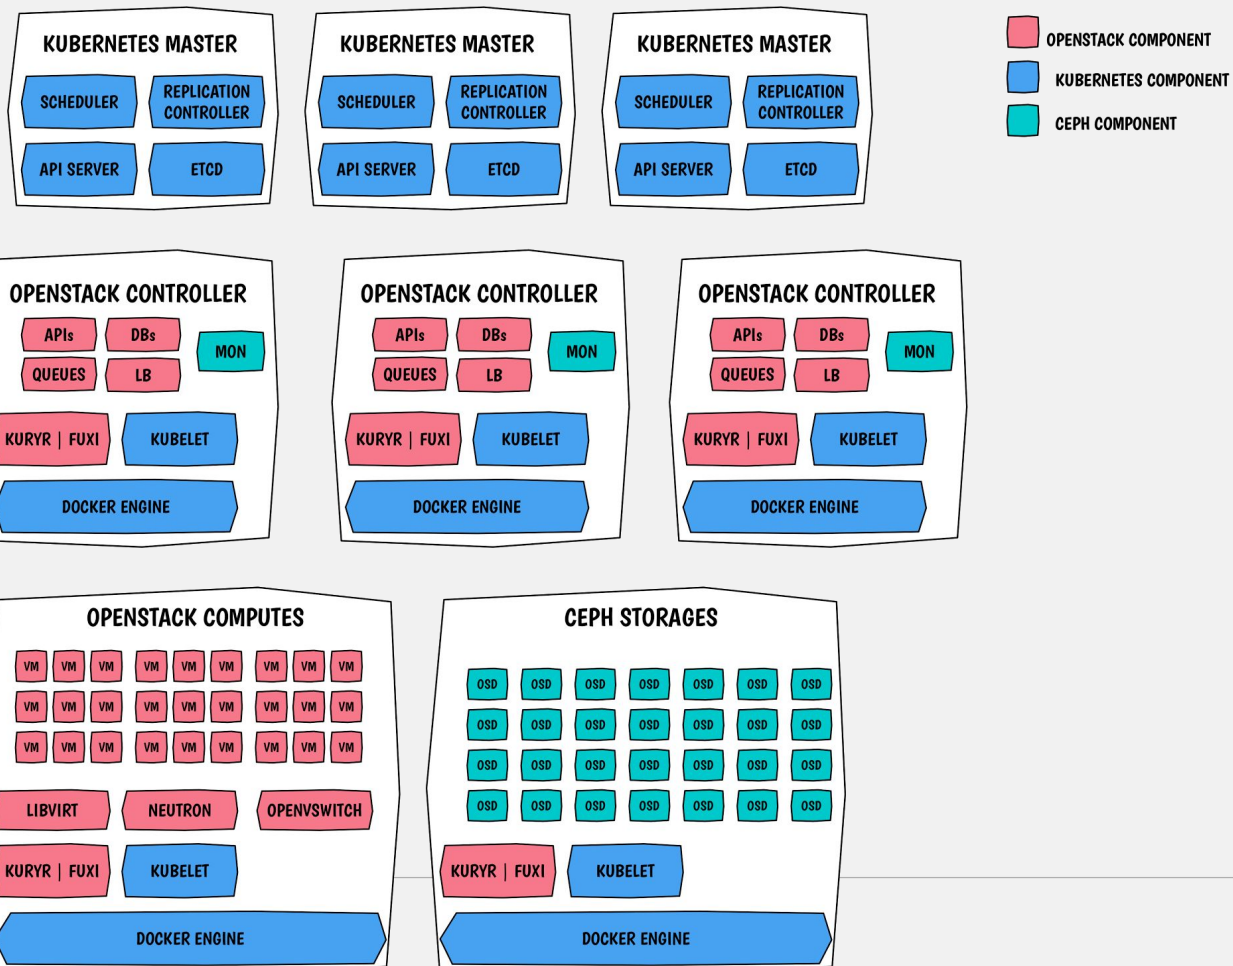 KUBERNETES MASTER
SCHEDULER
REPLICATION
CONTROLLER
API SERVER
ETCD
KUBERNETES MASTER
SCHEDULER
REPLICATION
CONTROLLER
API SERVER
ETCD
KUBERNETES MASTER
SCHEDULER
REPLICATION
CONTROLLER
API SERVER
ETCD
OPENSTACK COMPONENT
KUBERNETES COMPONENT
CEPH COMPONENT
OPENSTACK CONTROLLER
APIs
DBs
MON
QUEUES
LB
KURYR | FUXI
KUBELET
DOCKER ENGINE
OPENSTACK CONTROLLER
APIs
DBs
MON
QUEUES
LB
KURYR | FUXI
KUBELET
DOCKER ENGINE
OPENSTACK CONTROLLER
APIs
DBs
MON
QUEUES
LB
KURYR | FUXI
KUBELET
DOCKER ENGINE
OPENSTACK COMPUTES
VM VM VM VM VM VM VM VM VM
VM VM VM VM VM VM VM VM VM
VM VM VM VM VM VM VM VM VM
LIBVIRT
NEUTRON
OPENVSWITCH
KURYR | FUXI
KUBELET
DOCKER ENGINE
CEPH STORAGES
OSD OSD OSD OSD OSD OSD OSD
OSD OSD OSD OSD OSD OSD OSD
OSD OSD OSD OSD OSD OSD OSD
OSD OSD OSD OSD OSD OSD OSD
KURYR | FUXI
KUBELET
DOCKER ENGINE